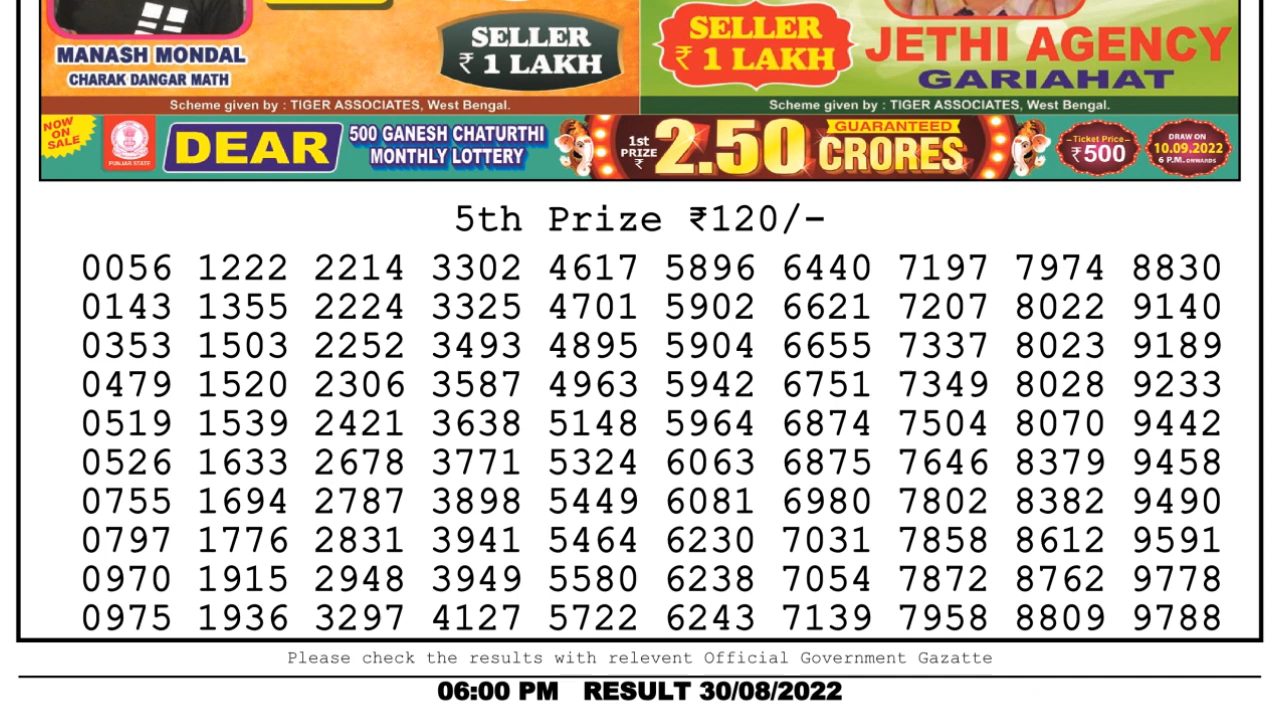 MANASH MONDAL
CHARAK DANGAR MATH
SELLER
₹ 1 LAKH
SELLER
₹ 1 LAKH
JETHI AGENCY
GARIAHAT
Scheme given by : TIGER ASSOCIATES, West Bengal.
Scheme given by : TIGER ASSOCIATES, West Bengal.
NOW
ON
SALE
PUNJAB STATE
DEAR
500 GANESH CHATURTHI
MONTHLY LOTTERY
1st
PRIZE
₹
2.50
GUARANTEED
CRORES
Ticket Price
₹500
DRAW ON
10.09.2022
6 P.M. ONWARDS
5th Prize ₹120/-
0056 1222 2214 3302 4617 5896 6440 7197 7974 8830
0143 1355 2224 3325 4701 5902 6621 7207 8022 9140
0353 1503 2252 3493 4895 5904 6655 7337 8023 9189
0479 1520 2306 3587 4963 5942 6751 7349 8028 9233
0519 1539 2421 3638 5148 5964 6874 7504 8070 9442
0526 1633 2678 3771 5324 6063 6875 7646 8379 9458
0755 1694 2787 3898 5449 6081 6980 7802 8382 9490
0797 1776 2831 3941 5464 6230 7031 7858 8612 9591
0970 1915 2948 3949 5580 6238 7054 7872 8762 9778
0975 1936 3297 4127 5722 6243 7139 7958 8809 9788
Please check the results with relevent Official Government Gazatte
06:00 PM RESULT 30/08/2022